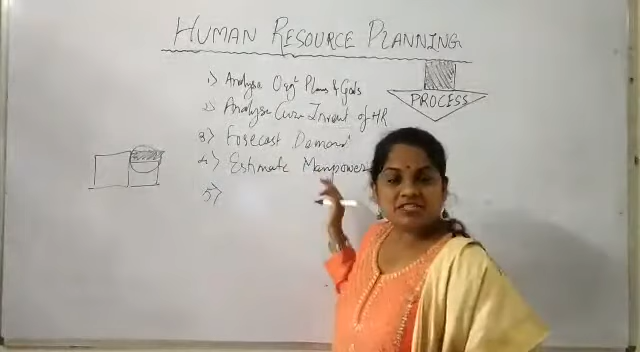 HUMAN RESOURCE PLANNING
PROCESS
1) Analyse Orgnl Plans & Goals
2) Analyse Curr Invent of HR
3) Forecast Demand
4) Estimate Manpower
5)